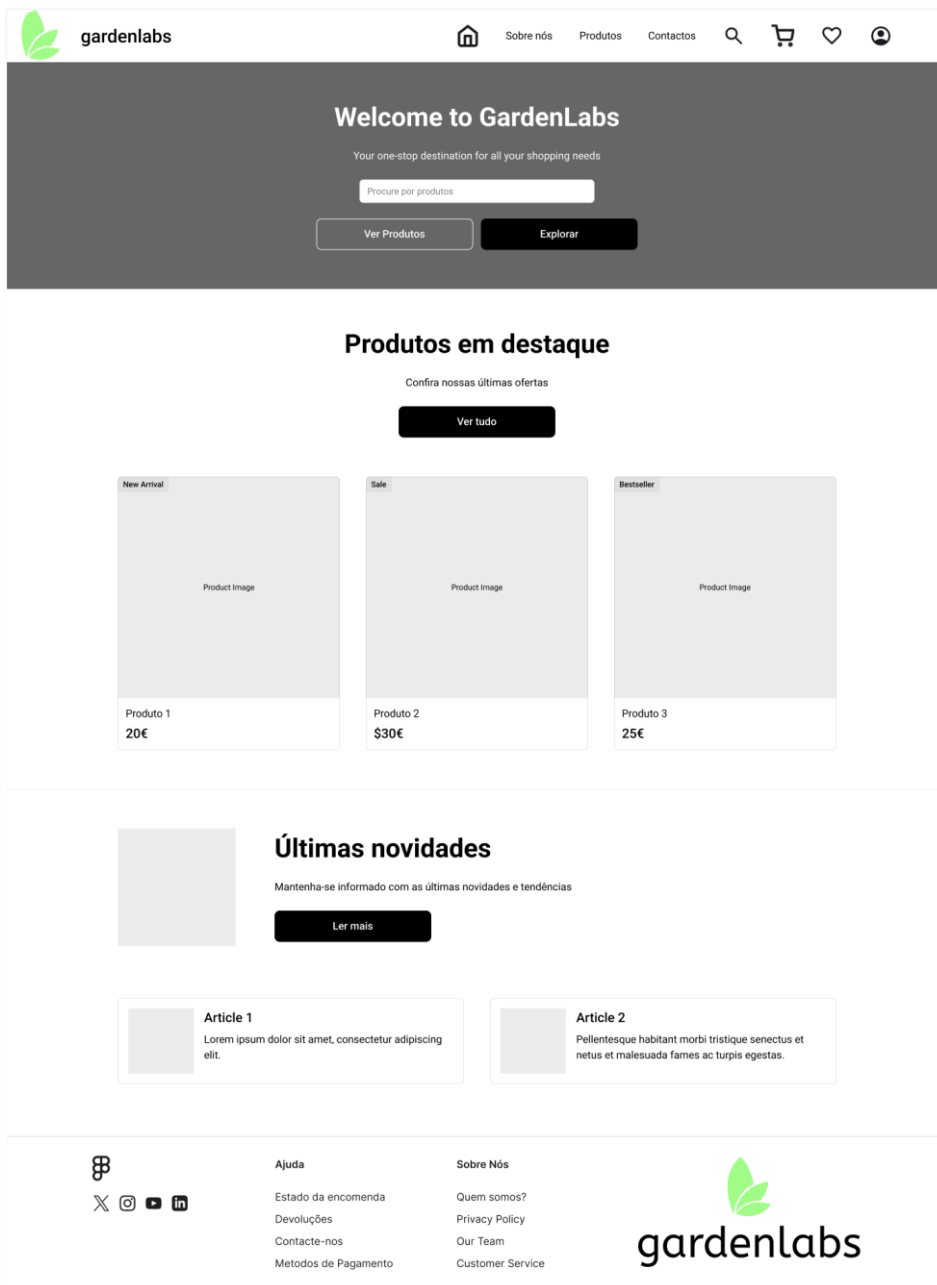 gardenlabs
Sobre nós
Produtos
Contactos
Welcome to GardenLabs
Your one-stop destination for all your shopping needs
Procure por produtos
Ver Produtos
Explorar
Produtos em destaque
Confira nossas últimas ofertas
Ver tudo
New Arrival
Product Image
Produto 1
20€
Sale
Product Image
Produto 2
$30€
Bestseller
Product Image
Produto 3
25€
Últimas novidades
Mantenha-se informado com as últimas novidades e tendências
Ler mais
Article 1
Lorem ipsum dolor sit amet, consectetur adipiscing
elit.
Article 2
Pellentesque habitant morbi tristique senectus et
netus et malesuada fames ac turpis egestas.
Ajuda
Estado da encomenda
Devoluções
Contacte-nos
Metodos de Pagamento
Sobre Nós
Quem somos?
Privacy Policy
Our Team
Customer Service
gardenlabs